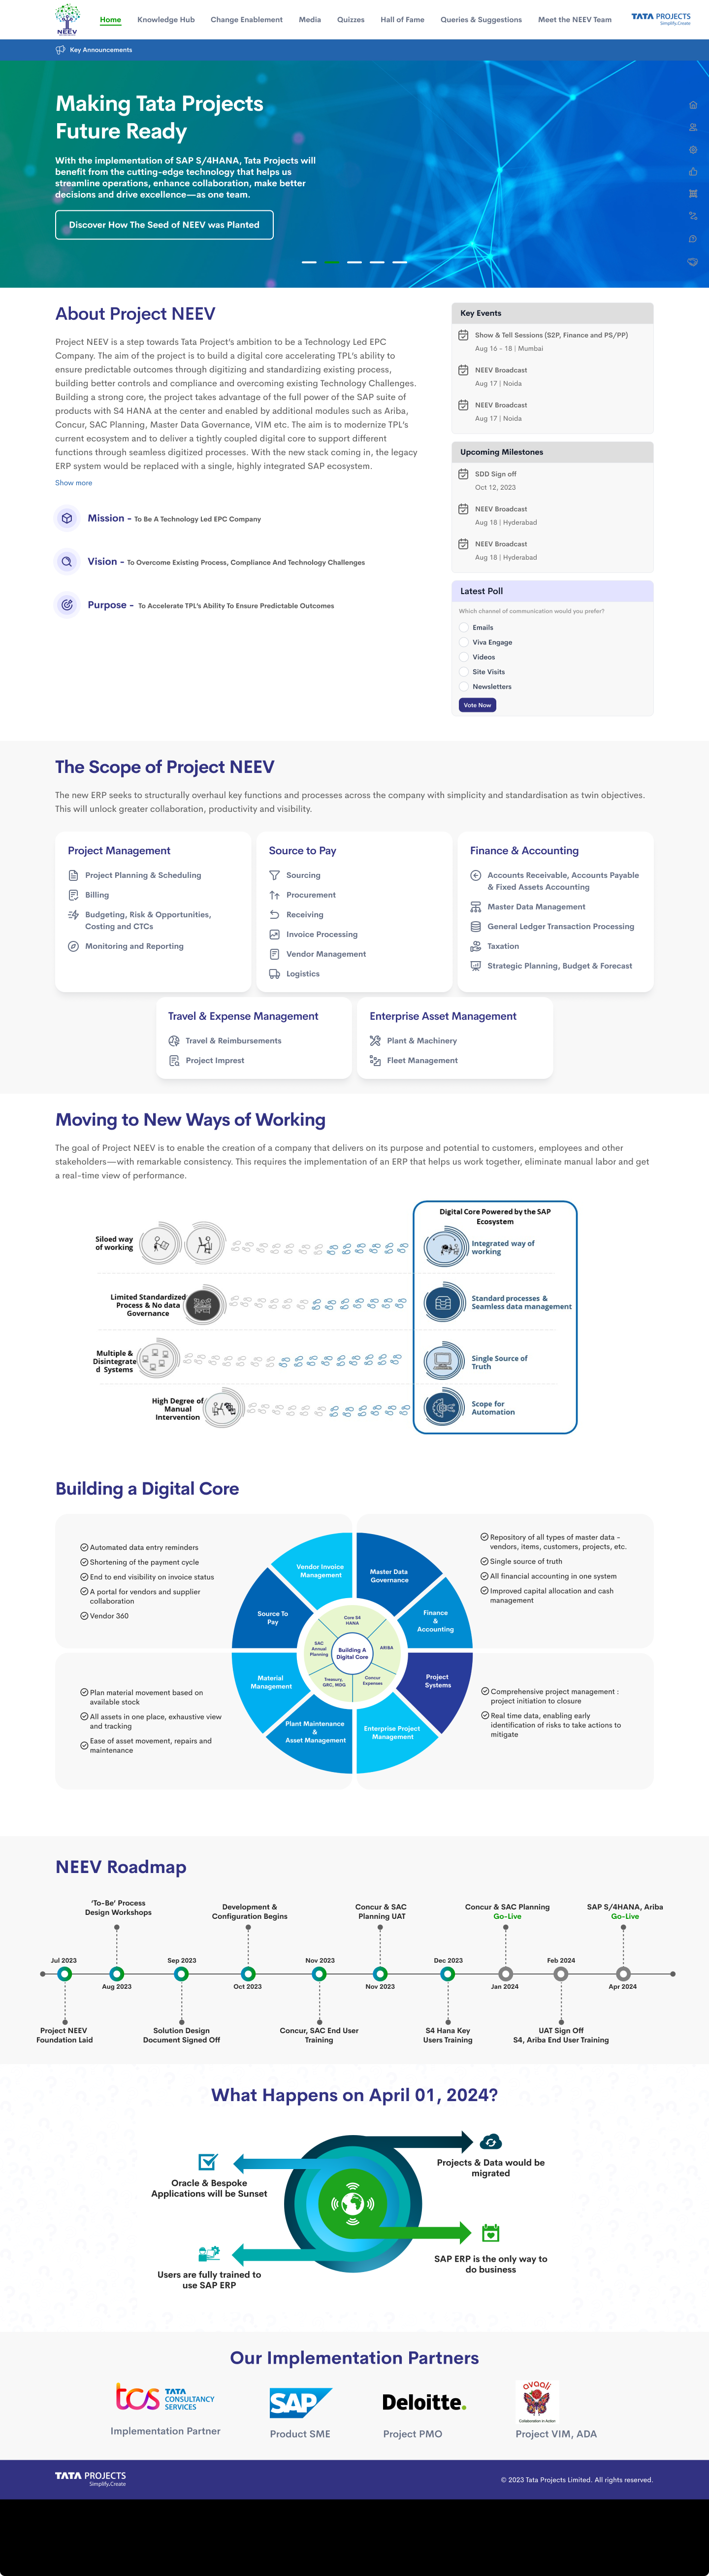 NEEV
Home
Knowledge Hub
Change Enablement
Media
Quizzes
Hall of Fame
Queries & Suggestions
Meet the NEEV Team
TATA PROJECTS
Simplify.Create
Key Announcements
Making Tata Projects
Future Ready
With the implementation of SAP S/4HANA, Tata Projects will
benefit from the cutting-edge technology that helps us
streamline operations, enhance collaboration, make better
decisions and drive excellence—as one team.
Discover How The Seed of NEEV was Planted
About Project NEEV
Project NEEV is a step towards Tata Project's ambition to be a Technology Led EPC
Company. The aim of the project is to build a digital core accelerating TPL's ability to
ensure predictable outcomes through digitizing and standardizing existing process,
building better controls and compliance and overcoming existing Technology Challenges.
Building a strong core, the project takes advantage of the full power of the SAP suite of
products with S4 HANA at the center and enabled by additional modules such as Ariba,
Concur, SAC Planning, Master Data Governance, VIM etc. The aim is to modernize TPL's
current ecosystem and to deliver a tightly coupled digital core to support different
functions through seamless digitized processes. With the new stack coming in, the legacy
ERP system would be replaced with a single, highly integrated SAP ecosystem.
Show more
Mission - To Be A Technology Led EPC Company
Vision - To Overcome Existing Process, Compliance And Technology Challenges
Purpose - To Accelerate TPL's Ability To Ensure Predictable Outcomes
Key Events
Show & Tell Sessions (S2P, Finance and PS/PP)
Aug 16 - 18 | Mumbai
NEEV Broadcast
Aug 17 | Noida
NEEV Broadcast
Aug 17 | Noida
Upcoming Milestones
SDD Sign off
Oct 12, 2023
NEEV Broadcast
Aug 18 | Hyderabad
NEEV Broadcast
Aug 18 | Hyderabad
Latest Poll
Which channel of communication would you prefer?
Emails
Viva Engage
Videos
Site Visits
Newsletters
Vote Now
The Scope of Project NEEV
The new ERP seeks to structurally overhaul key functions and processes across the company with simplicity and standardisation as twin objectives.
This will unlock greater collaboration, productivity and visibility.
Project Management
Project Planning & Scheduling
Billing
Budgeting, Risk & Opportunities,
Costing and CTCs
Monitoring and Reporting
Source to Pay
Sourcing
Procurement
Receiving
Invoice Processing
Vendor Management
Logistics
Finance & Accounting
Accounts Receivable, Accounts Payable
& Fixed Assets Accounting
Master Data Management
General Ledger Transaction Processing
Taxation
Strategic Planning, Budget & Forecast
Travel & Expense Management
Travel & Reimbursements
Project Imprest
Enterprise Asset Management
Plant & Machinery
Fleet Management
Moving to New Ways of Working
The goal of Project NEEV is to enable the creation of a company that delivers on its purpose and potential to customers, employees and other
stakeholders—with remarkable consistency. This requires the implementation of an ERP that helps us work together, eliminate manual labor and get
a real-time view of performance.
Digital Core Powered by the SAP
Ecosystem
Siloed way
of working
Integrated way of
working
Limited Standardized
Process & No data
Governance
Standard processes &
Seamless data management
Multiple &
Disintegrate
d Systems
Single Source of
Truth
High Degree of
Manual
Intervention
Scope for
Automation
Building a Digital Core
Automated data entry reminders
Shortening of the payment cycle
End to end visibility on invoice status
A portal for vendors and supplier
collaboration
Vendor 360
Repository of all types of master data -
vendors, items, customers, projects, etc.
Single source of truth
All financial accounting in one system
Improved capital allocation and cash
management
Vendor Invoice
Management
Master Data
Governance
Source To
Pay
Finance
&
Accounting
Core S4
HANA
SAC
Annual
Planning
ARIBA
Building A
Digital Core
Treasury,
GRC, MDG
Concur
Expenses
Material
Management
Project
Systems
Plant Maintenance
&
Asset Management
Enterprise Project
Management
Plan material movement based on
available stock
All assets in one place, exhaustive view
and tracking
Ease of asset movement, repairs and
maintenance
Comprehensive project management :
project initiation to closure
Real time data, enabling early
identification of risks to take actions to
mitigate
NEEV Roadmap
'To-Be' Process
Design Workshops
Development &
Configuration Begins
Concur & SAC
Planning UAT
Concur & SAC Planning
Go-Live
SAP S/4HANA, Ariba
Go-Live
Jul 2023
Aug 2023
Sep 2023
Oct 2023
Nov 2023
Nov 2023
Dec 2023
Jan 2024
Feb 2024
Apr 2024
Project NEEV
Foundation Laid
Solution Design
Document Signed Off
Concur, SAC End User
Training
S4 Hana Key
Users Training
UAT Sign Off
S4, Ariba End User Training
What Happens on April 01, 2024?
Oracle & Bespoke
Applications will be Sunset
Projects & Data would be
migrated
Users are fully trained to
use SAP ERP
SAP ERP is the only way to
do business
Our Implementation Partners
tcs TATA
CONSULTANCY
SERVICES
Implementation Partner
SAP
Product SME
Deloitte.
Project PMO
avaali
Collaboration in Action
Project VIM, ADA
TATA PROJECTS
Simplify.Create
© 2023 Tata Projects Limited. All rights reserved.